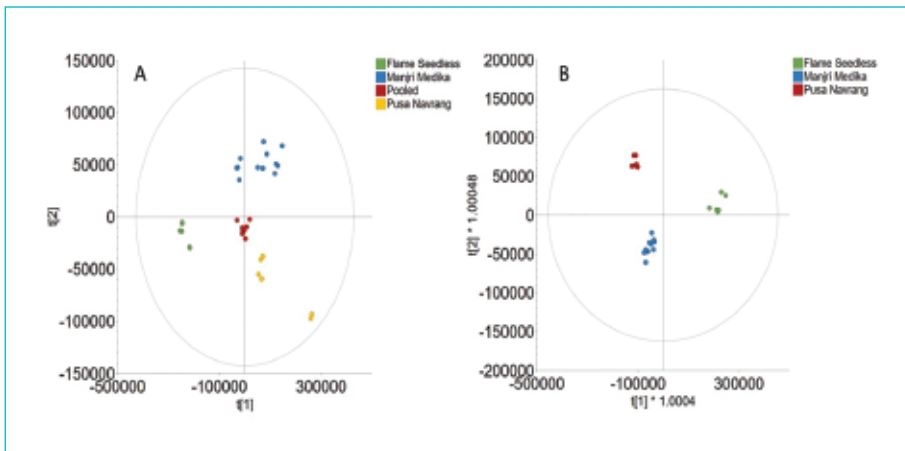 A
150000
100000
50000
0
-50000
-100000
-150000
-500000 -100000 300000
t[1]
t[2]
Flame Seedless
Manjri Medika
Pooled
Pusa Navrang
B
200000
150000
100000
50000
0
-50000
-100000
-150000
-200000
-500000 -100000 300000
t[1] * 1.0004
t[2] * 1.00048
Flame Seedless
Manjri Medika
Pusa Navrang